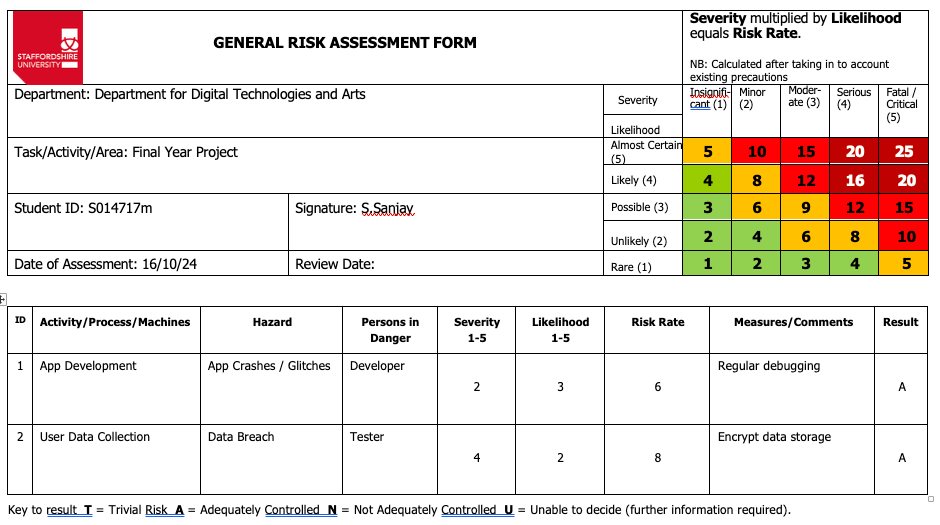 STAFFORDSHIRE
UNIVERSITY
GENERAL RISK ASSESSMENT FORM
Severity multiplied by Likelihood
equals Risk Rate.
NB: Calculated after taking in to account
existing precautions
Department: Department for Digital Technologies and Arts
Severity
Likelihood
Insignifi-
cant (1)
Minor
(2)
Moder-
ate (3)
Serious
(4)
Fatal /
Critical
(5)
Task/Activity/Area: Final Year Project
Almost Certain
(5)
5 10 15 20 25
Likely (4) 4 8 12 16 20
Student ID: S014717m
Signature: S.Sanjay
Possible (3) 3 6 9 12 15
Unlikely (2) 2 4 6 8 10
Date of Assessment: 16/10/24
Review Date:
Rare (1) 1 2 3 4 5
ID
Activity/Process/Machines
Hazard
Persons in
Danger
Severity
1-5
Likelihood
1-5
Risk Rate
Measures/Comments
Result
1 App Development App Crashes / Glitches Developer 2 3 6 Regular debugging A
2 User Data Collection Data Breach Tester 4 2 8 Encrypt data storage A
Key to result T = Trivial Risk A = Adequately Controlled N = Not Adequately Controlled U = Unable to decide (further information required).